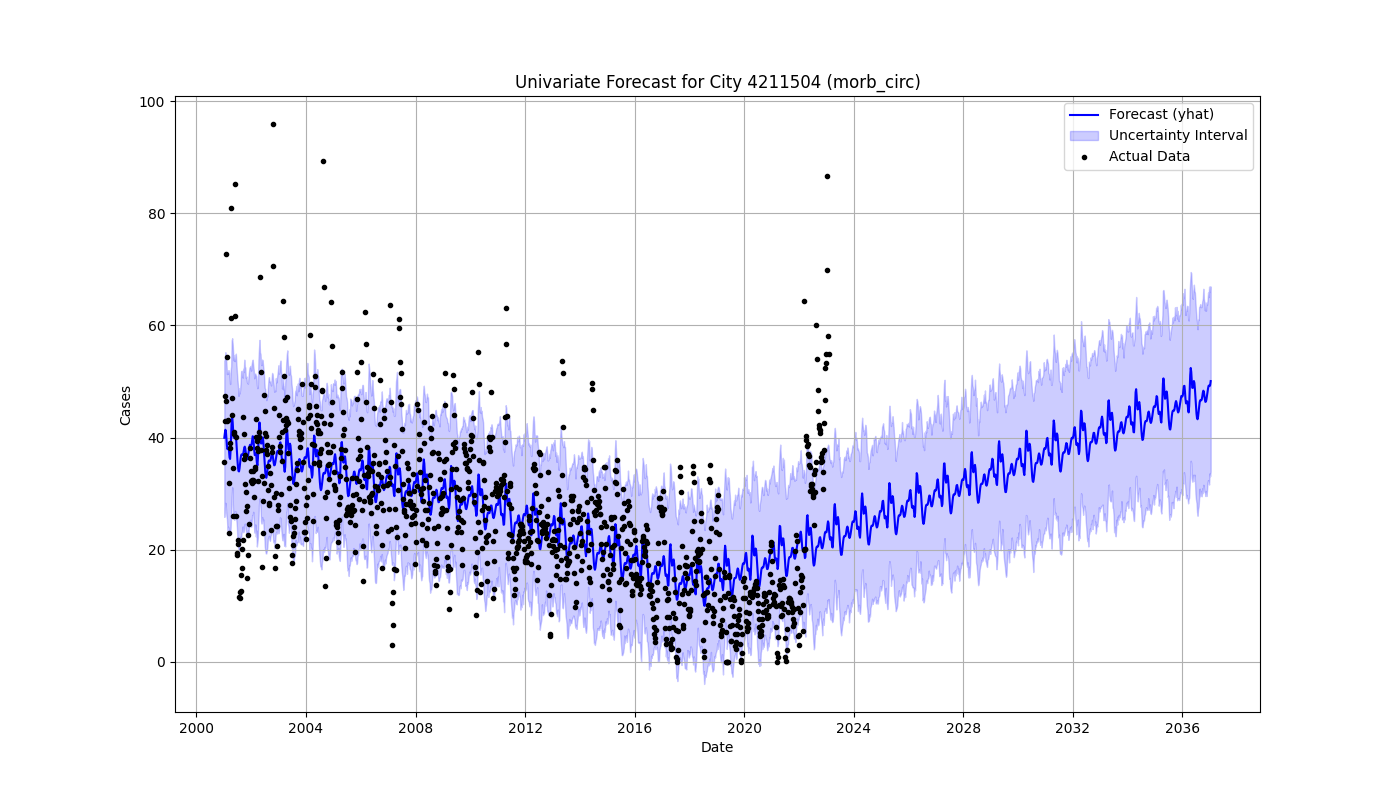 Univariate Forecast for City 4211504 (morb_circ)
Forecast (yhat)
Uncertainty Interval
Actual Data
Cases
100
80
60
40
20
0
2000
2004
2008
2012
2016
2020
2024
2028
2032
2036
Date